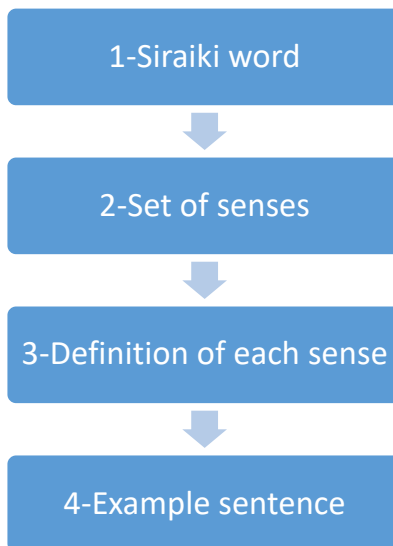 1-Siraiki word
2-Set of senses
3-Definition of each sense
4-Example sentence